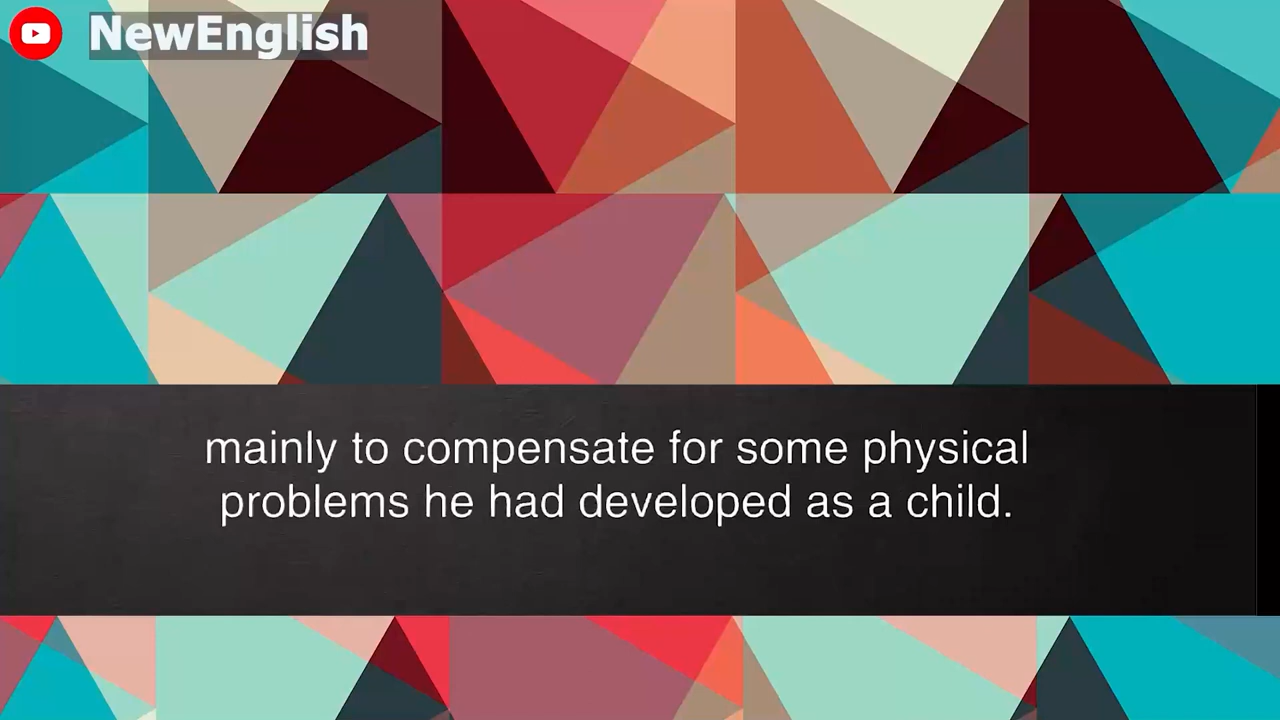 NewEnglish
mainly to compensate for some physical
problems he had developed as a child.